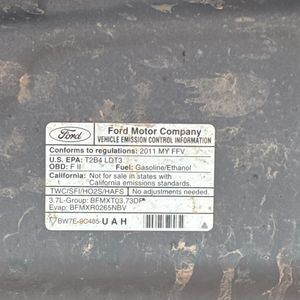 Ford
Ford Motor Company
VEHICLE EMISSION CONTROL INFORMATION
Conforms to regulations: 2011 MY FFV
U.S. EPA: T2B4 LDT3
OBD: F II Fuel: Gasoline/Ethanol
California: Not for sale in states with
California emissions standards.
TWC/SFI/HO2S/HAFS No adjustments needed.
3.7L-Group: BFMXT03.73DF
Evap: BFMXR0265NBV
BW7E-9C485- U A H